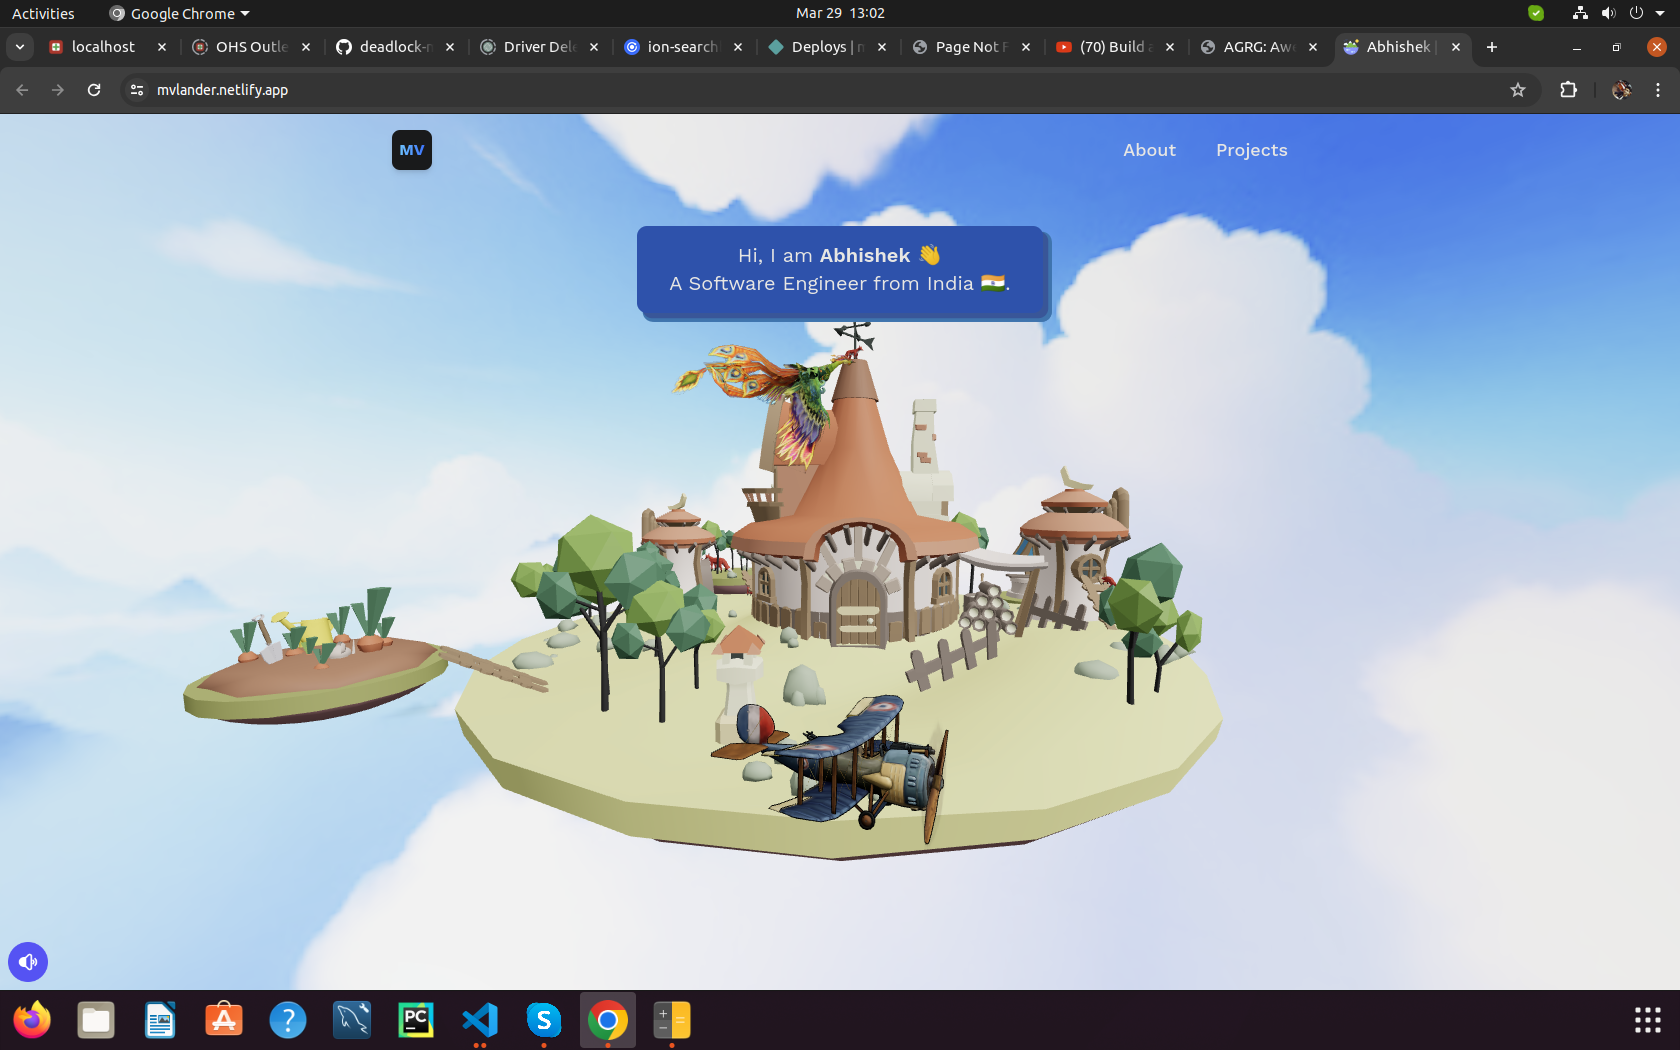 Activities
Google Chrome
Mar 29 13:02
localhost
OHS Outle
deadlock-
Driver Del
ion-search
Deploys |
Page Not F
(70) Build a
AGRG: Aw
Abhishek |
mvlander.netlify.app
MV
About
Projects
Hi, I am Abhishek 👋
A Software Engineer from India 🇮🇳.
PC